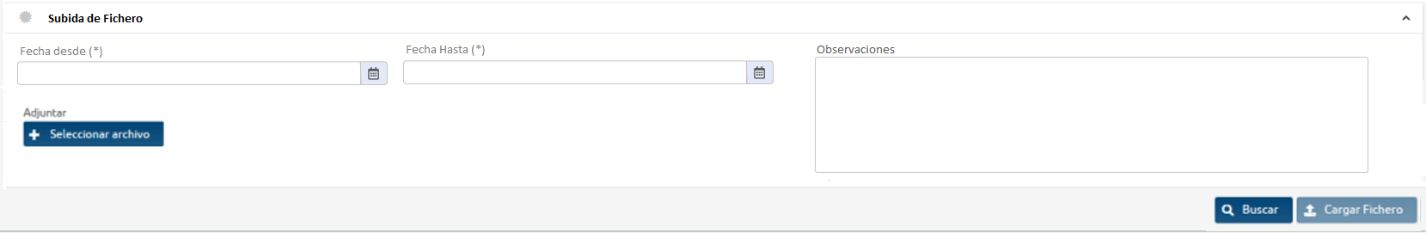 Subida de Fichero
Fecha desde (*)
Fecha Hasta (*)
Observaciones
Adjuntar
Seleccionar archivo
Buscar
Cargar Fichero